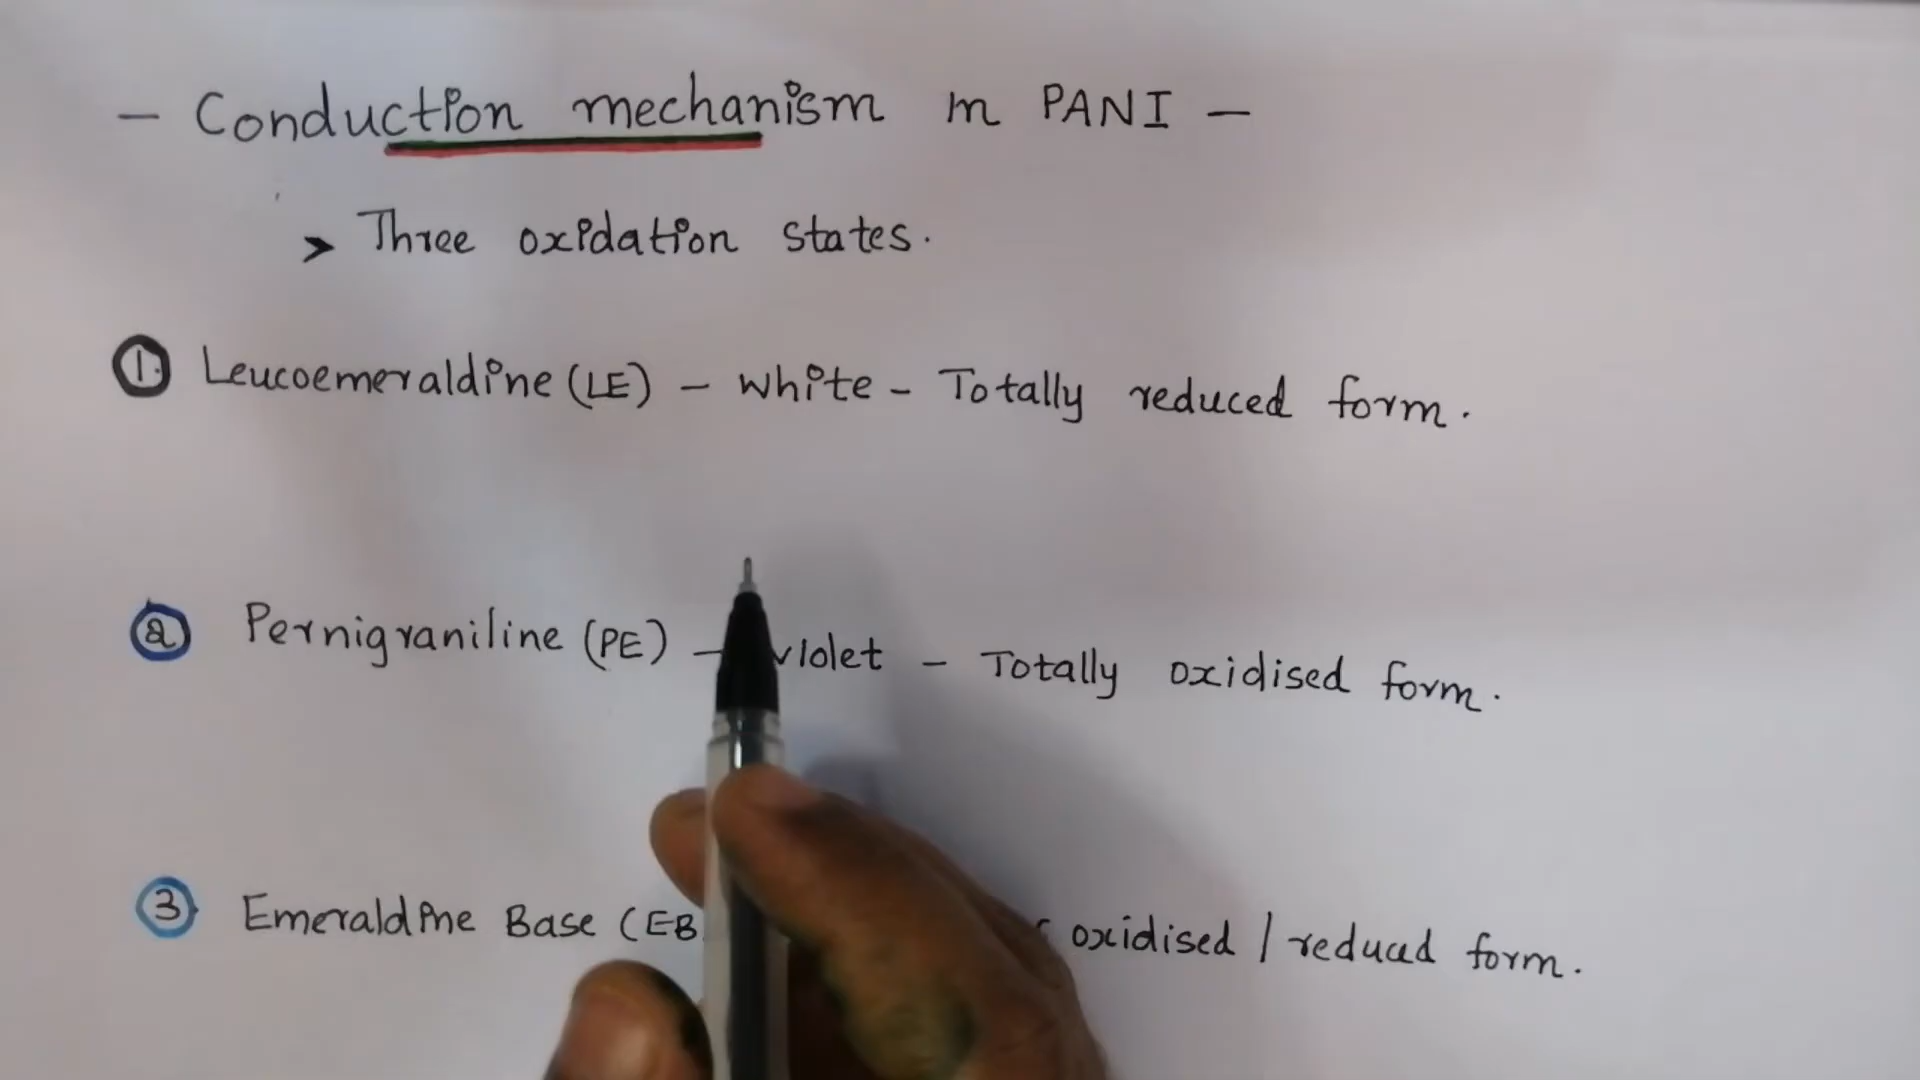 - Conduction mechanism in PANI -
> Three oxidation states.
1. Leucoemeraldine (LE) - white - Totally reduced form.
2 Pernigraniline (PE) - violet - Totally oxidised form.
3 Emeraldine Base (EB oxidised / reduced form.